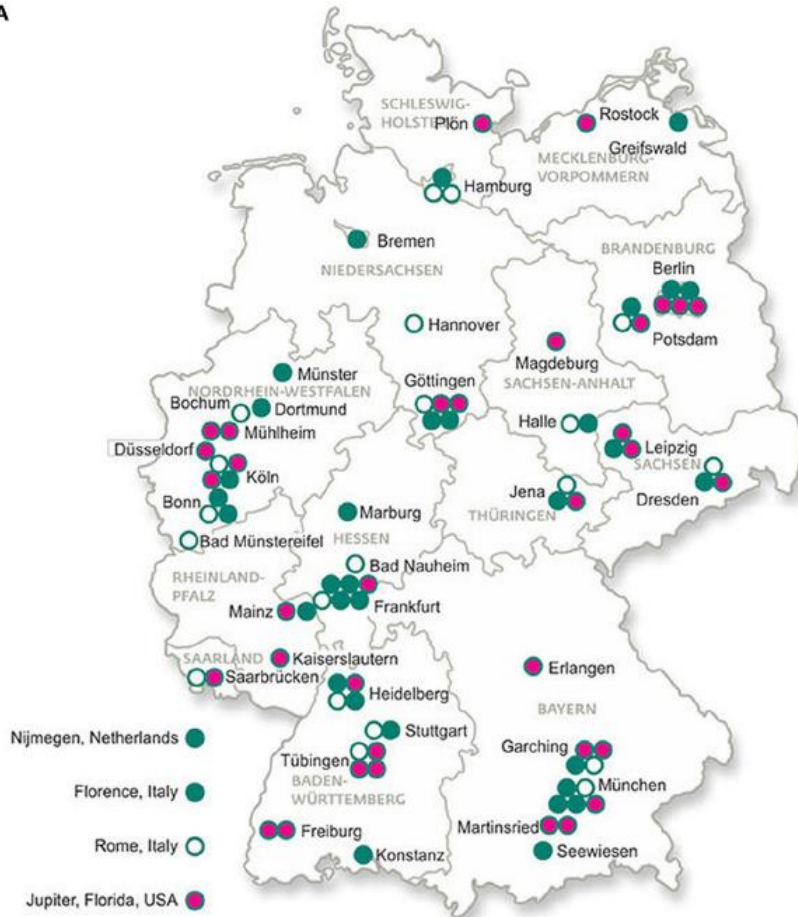 A
SCHLESWIG-
HOLSTEIN
Plön
Rostock
Greifswald
MECKLENBURG-
VORPOMMERN
Hamburg
Bremen
NIEDERSACHSEN
BRANDENBURG
Berlin
Potsdam
Hannover
Magdeburg
SACHSEN-ANHALT
Münster
NORDRHEIN-WESTFALEN
Bochum
Dortmund
Mühlheim
Düsseldorf
Köln
Bonn
Bad Münstereifel
Göttingen
Halle
Leipzig
SACHSEN
Dresden
Jena
THÜRINGEN
Marburg
HESSEN
Bad Nauheim
RHEINLAND-
PFALZ
Mainz
Frankfurt
SAARLAND
Kaiserslautern
Saarbrücken
Erlangen
Heidelberg
BAYERN
Stuttgart
Tübingen
BADEN-
WÜRTTEMBERG
Garching
München
Martinsried
Freiburg
Konstanz
Seewiesen
Nijmegen, Netherlands
Florence, Italy
Rome, Italy
Jupiter, Florida, USA